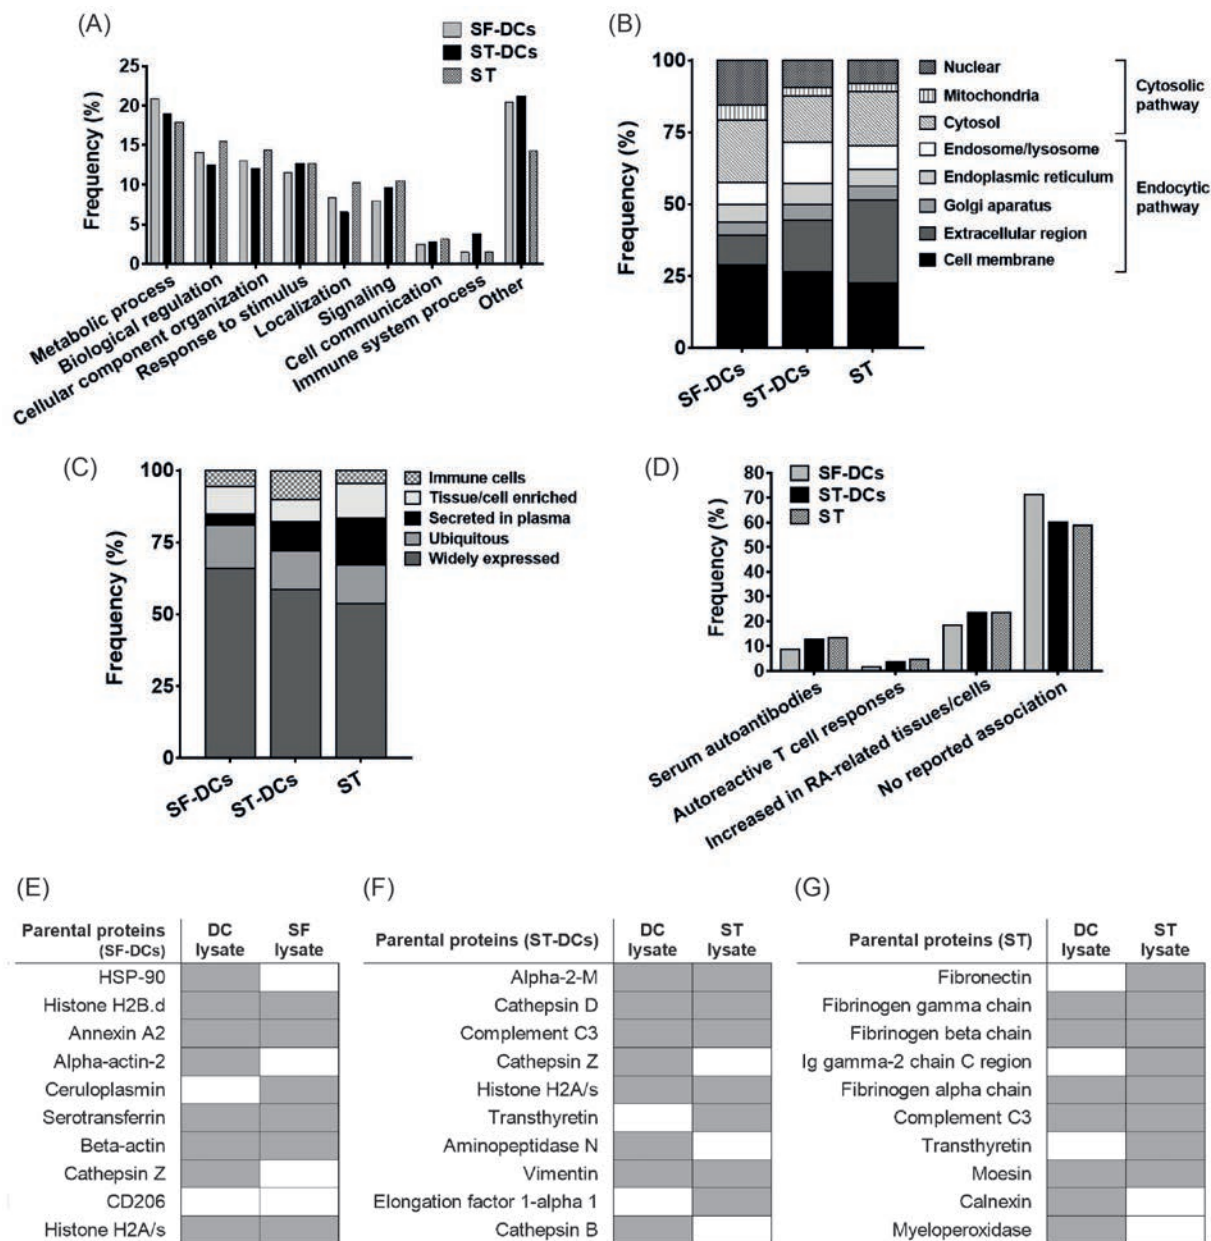 (A)
SF-DCs
ST-DCs
ST
Frequency (%)
25
20
15
10
5
0
Metabolic process
Biological regulation
Cellular component organization
Response to stimulus
Localization
Signaling
Cell communication
Immune system process
Other
(B)
Frequency (%)
100
75
50
25
0
SF-DCs
ST-DCs
ST
Nuclear
Mitochondria
Cytosol
Endosome/lysosome
Endoplasmic reticulum
Golgi aparatus
Extracellular region
Cell membrane
Cytosolic
pathway
Endocytic
pathway
(C)
Frequency (%)
100
75
50
25
0
SF-DCs
ST-DCs
ST
Immune cells
Tissue/cell enriched
Secreted in plasma
Ubiquitous
Widely expressed
(D)
SF-DCs
ST-DCs
ST
Frequency (%)
80
70
60
50
40
30
20
10
0
Serum autoantibodies
Autoreactive T cell responses
Increased in RA-related tissues/cells
No reported association
(E)
Parental proteins DC SF
(SF-DCs) lysate lysate
HSP-90
Histone H2B.d
Annexin A2
Alpha-actin-2
Ceruloplasmin
Serotransferrin
Beta-actin
Cathepsin Z
CD206
Histone H2A/s
(F)
Parental proteins (ST-DCs) DC ST
lysate lysate
Alpha-2-M
Cathepsin D
Complement C3
Cathepsin Z
Histone H2A/s
Transthyretin
Aminopeptidase N
Vimentin
Elongation factor 1-alpha 1
Cathepsin B
(G)
Parental proteins (ST) DC ST
lysate lysate
Fibronectin
Fibrinogen gamma chain
Fibrinogen beta chain
Ig gamma-2 chain C region
Fibrinogen alpha chain
Complement C3
Transthyretin
Moesin
Calnexin
Myeloperoxidase